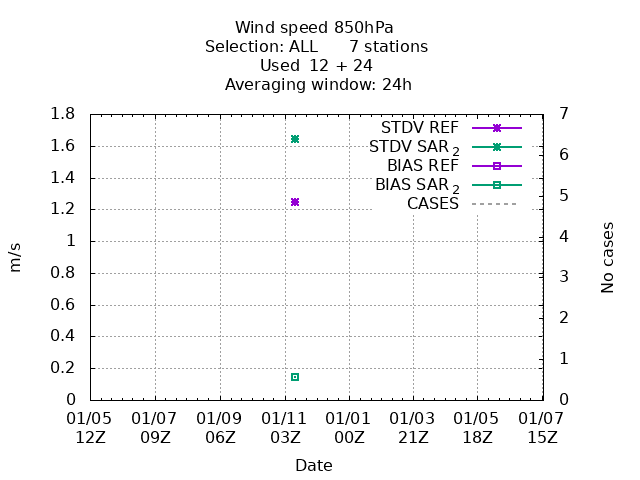 Wind speed 850hPa
Selection: ALL 7 stations
Used 12 + 24
Averaging window: 24h
1.8
1.6
1.4
1.2
1
0.8
0.6
0.4
0.2
0
7
6
5
4
3
2
1
0
STDV REF
STDV SAR2
BIAS REF
BIAS SAR2
CASES
m/s
No cases
01/05 01/07 01/09 01/11 01/01 01/03 01/05 01/07
12Z 09Z 06Z 03Z 00Z 21Z 18Z 15Z
Date